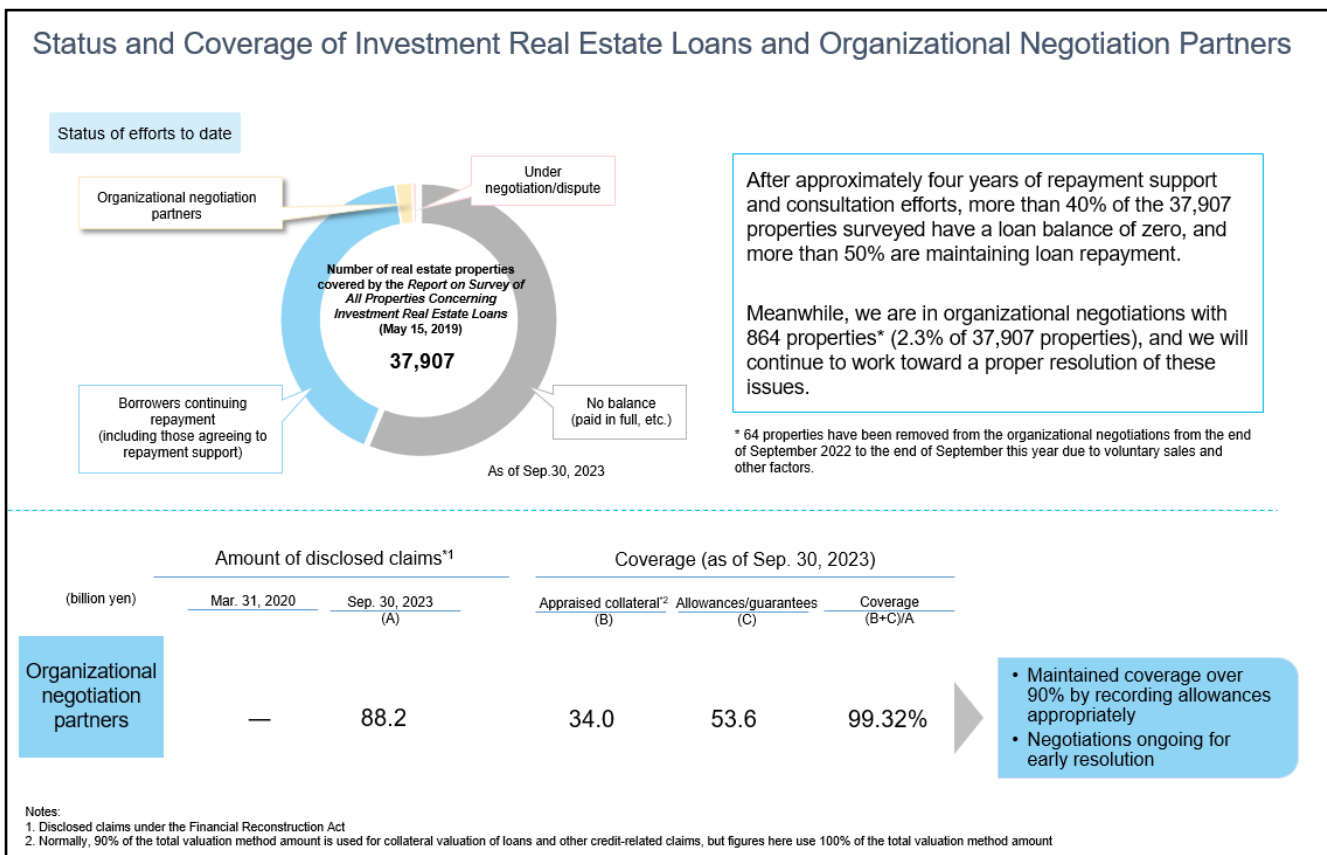 Status and Coverage of Investment Real Estate Loans and Organizational Negotiation Partners
Status of efforts to date
Organizational negotiation
partners
Under
negotiation/dispute
Number of real estate properties
covered by the Report on Survey of
All Properties Concerning
Investment Real Estate Loans
(May 15, 2019)
37,907
Borrowers continuing
repayment
(including those agreeing to
repayment support)
No balance
(paid in full, etc.)
As of Sep.30, 2023
After approximately four years of repayment support
and consultation efforts, more than 40% of the 37,907
properties surveyed have a loan balance of zero, and
more than 50% are maintaining loan repayment.
Meanwhile, we are in organizational negotiations with
864 properties* (2.3% of 37,907 properties), and we will
continue to work toward a proper resolution of these
issues.
* 64 properties have been removed from the organizational negotiations from the end
of September 2022 to the end of September this year due to voluntary sales and
other factors.
Amount of disclosed claims*1
Coverage (as of Sep. 30, 2023)
(billion yen)
Mar. 31, 2020
Sep. 30, 2023
(A)
Appraised collateral*2
(B)
Allowances/guarantees
(C)
Coverage
(B+C)/A
Organizational
negotiation
partners
—
88.2
34.0
53.6
99.32%
• Maintained coverage over
90% by recording allowances
appropriately
• Negotiations ongoing for
early resolution
Notes:
1. Disclosed claims under the Financial Reconstruction Act
2. Normally, 90% of the total valuation method amount is used for collateral valuation of loans and other credit-related claims, but figures here use 100% of the total valuation method amount